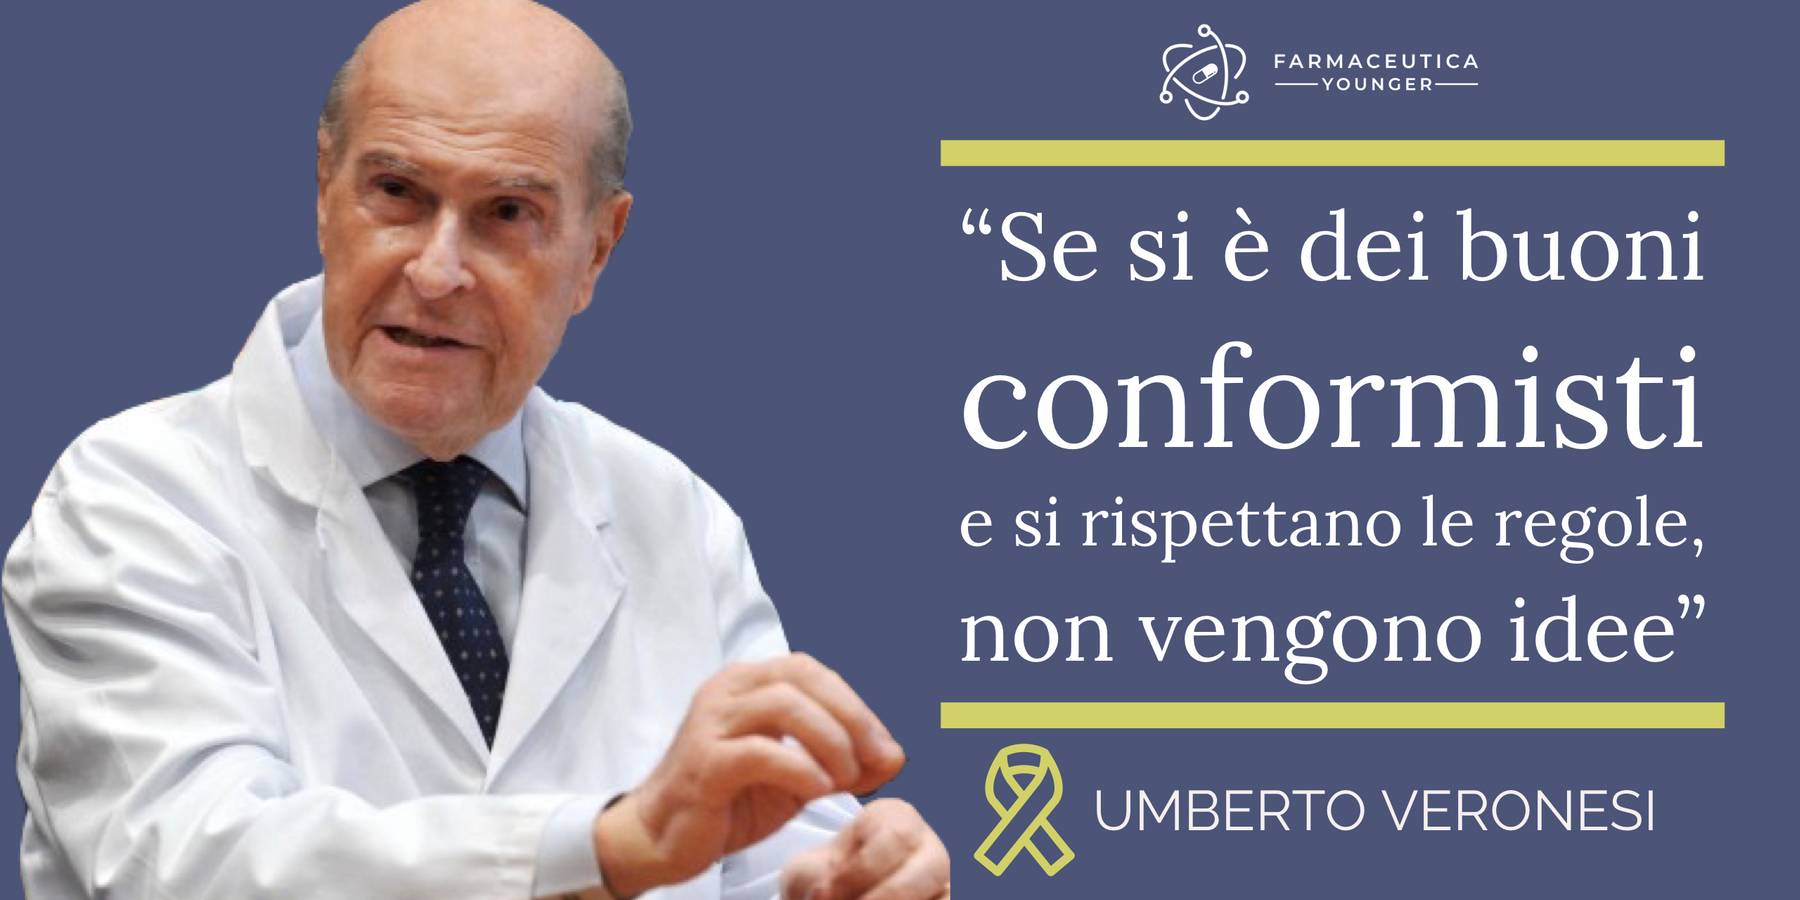 FARMACEUTICA
YOUNGER
“Se si è dei buoni
conformisti
e si rispettano le regole,
non vengono idee”
UMBERTO VERONESI